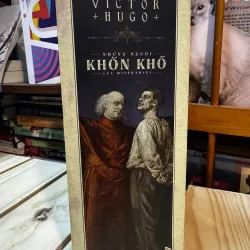 VICTOR
HUGO
NHỮNG NGƯỜI
KHỐN KHỔ
LES MISÉRABLES